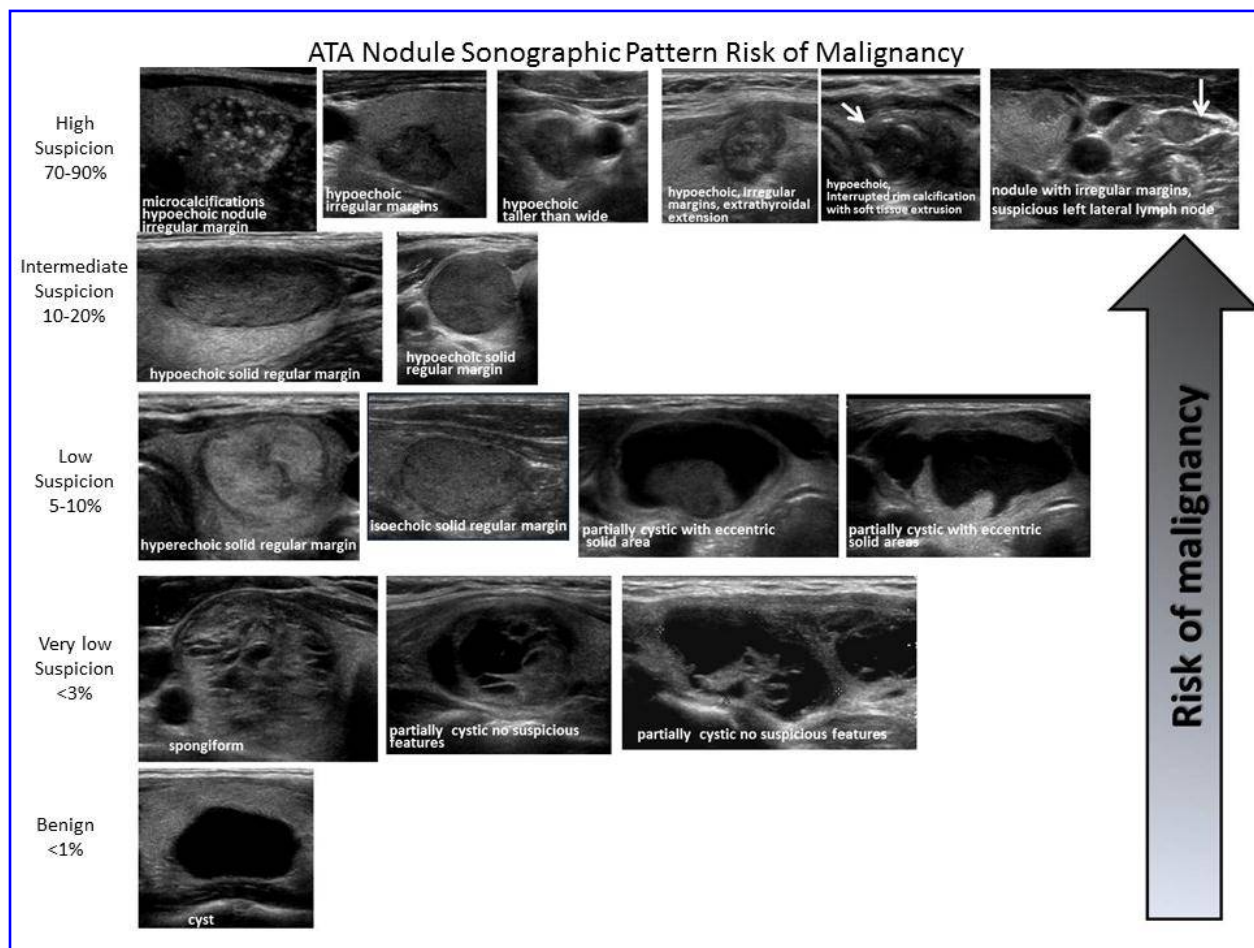 ATA Nodule Sonographic Pattern Risk of Malignancy
High
Suspicion
70-90%
microcalcifications
hypoechoic nodule
irregular margin
hypoechoic
irregular margins
hypoechoic
taller than wide
hypoechoic, irregular
margins, extrathyroidal
extension
hypoechoic,
Interrupted rim calcification
with soft tissue extrusion
nodule with irregular margins,
suspicious left lateral lymph node
Intermediate
Suspicion
10-20%
hypoechoic solid regular margin
hypoechoic solid
regular margin
Low
Suspicion
5-10%
hyperechoic solid regular margin
isoechoic solid regular margin
partially cystic with eccentric
solid area
partially cystic with eccentric
solid areas
Very low
Suspicion
<3%
spongiform
partially cystic no suspicious
features
partially cystic no suspicious features
Benign
<1%
cyst
Risk of malignancy